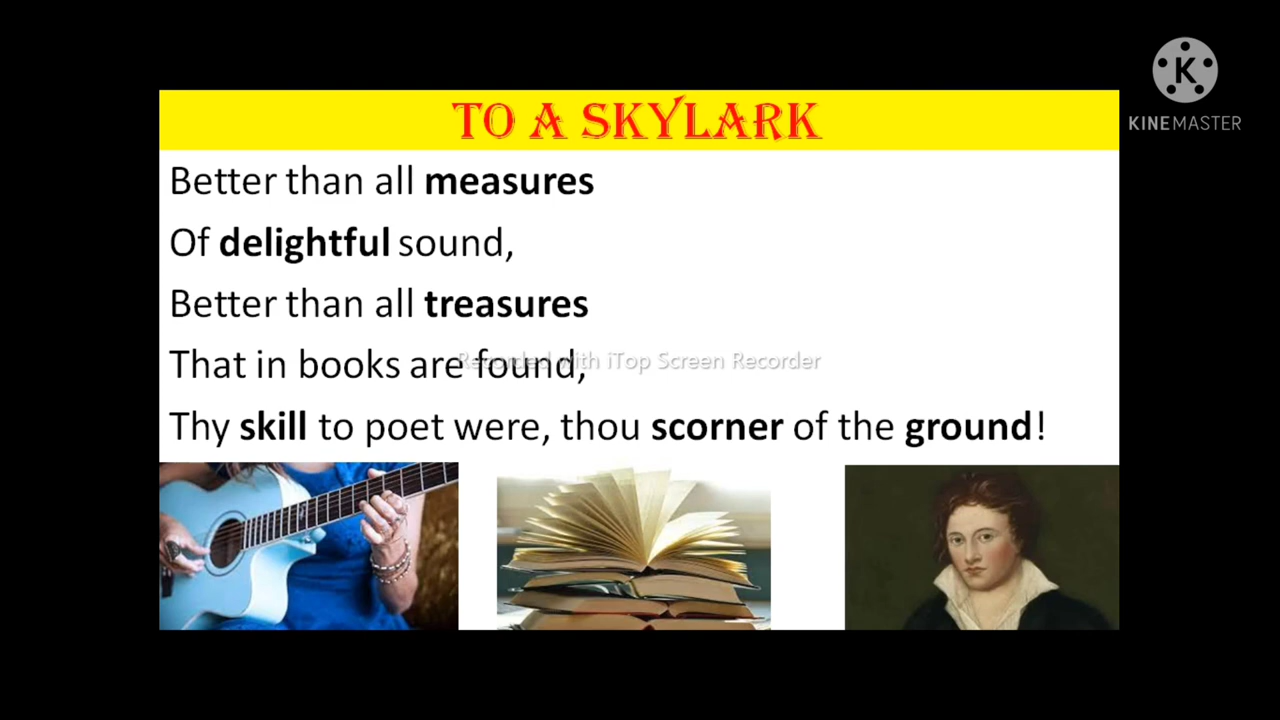 K
KINEMASTER
TO A SKYLARK
Better than all measures
Of delightful sound,
Better than all treasures
That in books are found,
Recorded with iTop Screen Recorder
Thy skill to poet were, thou scorner of the ground!